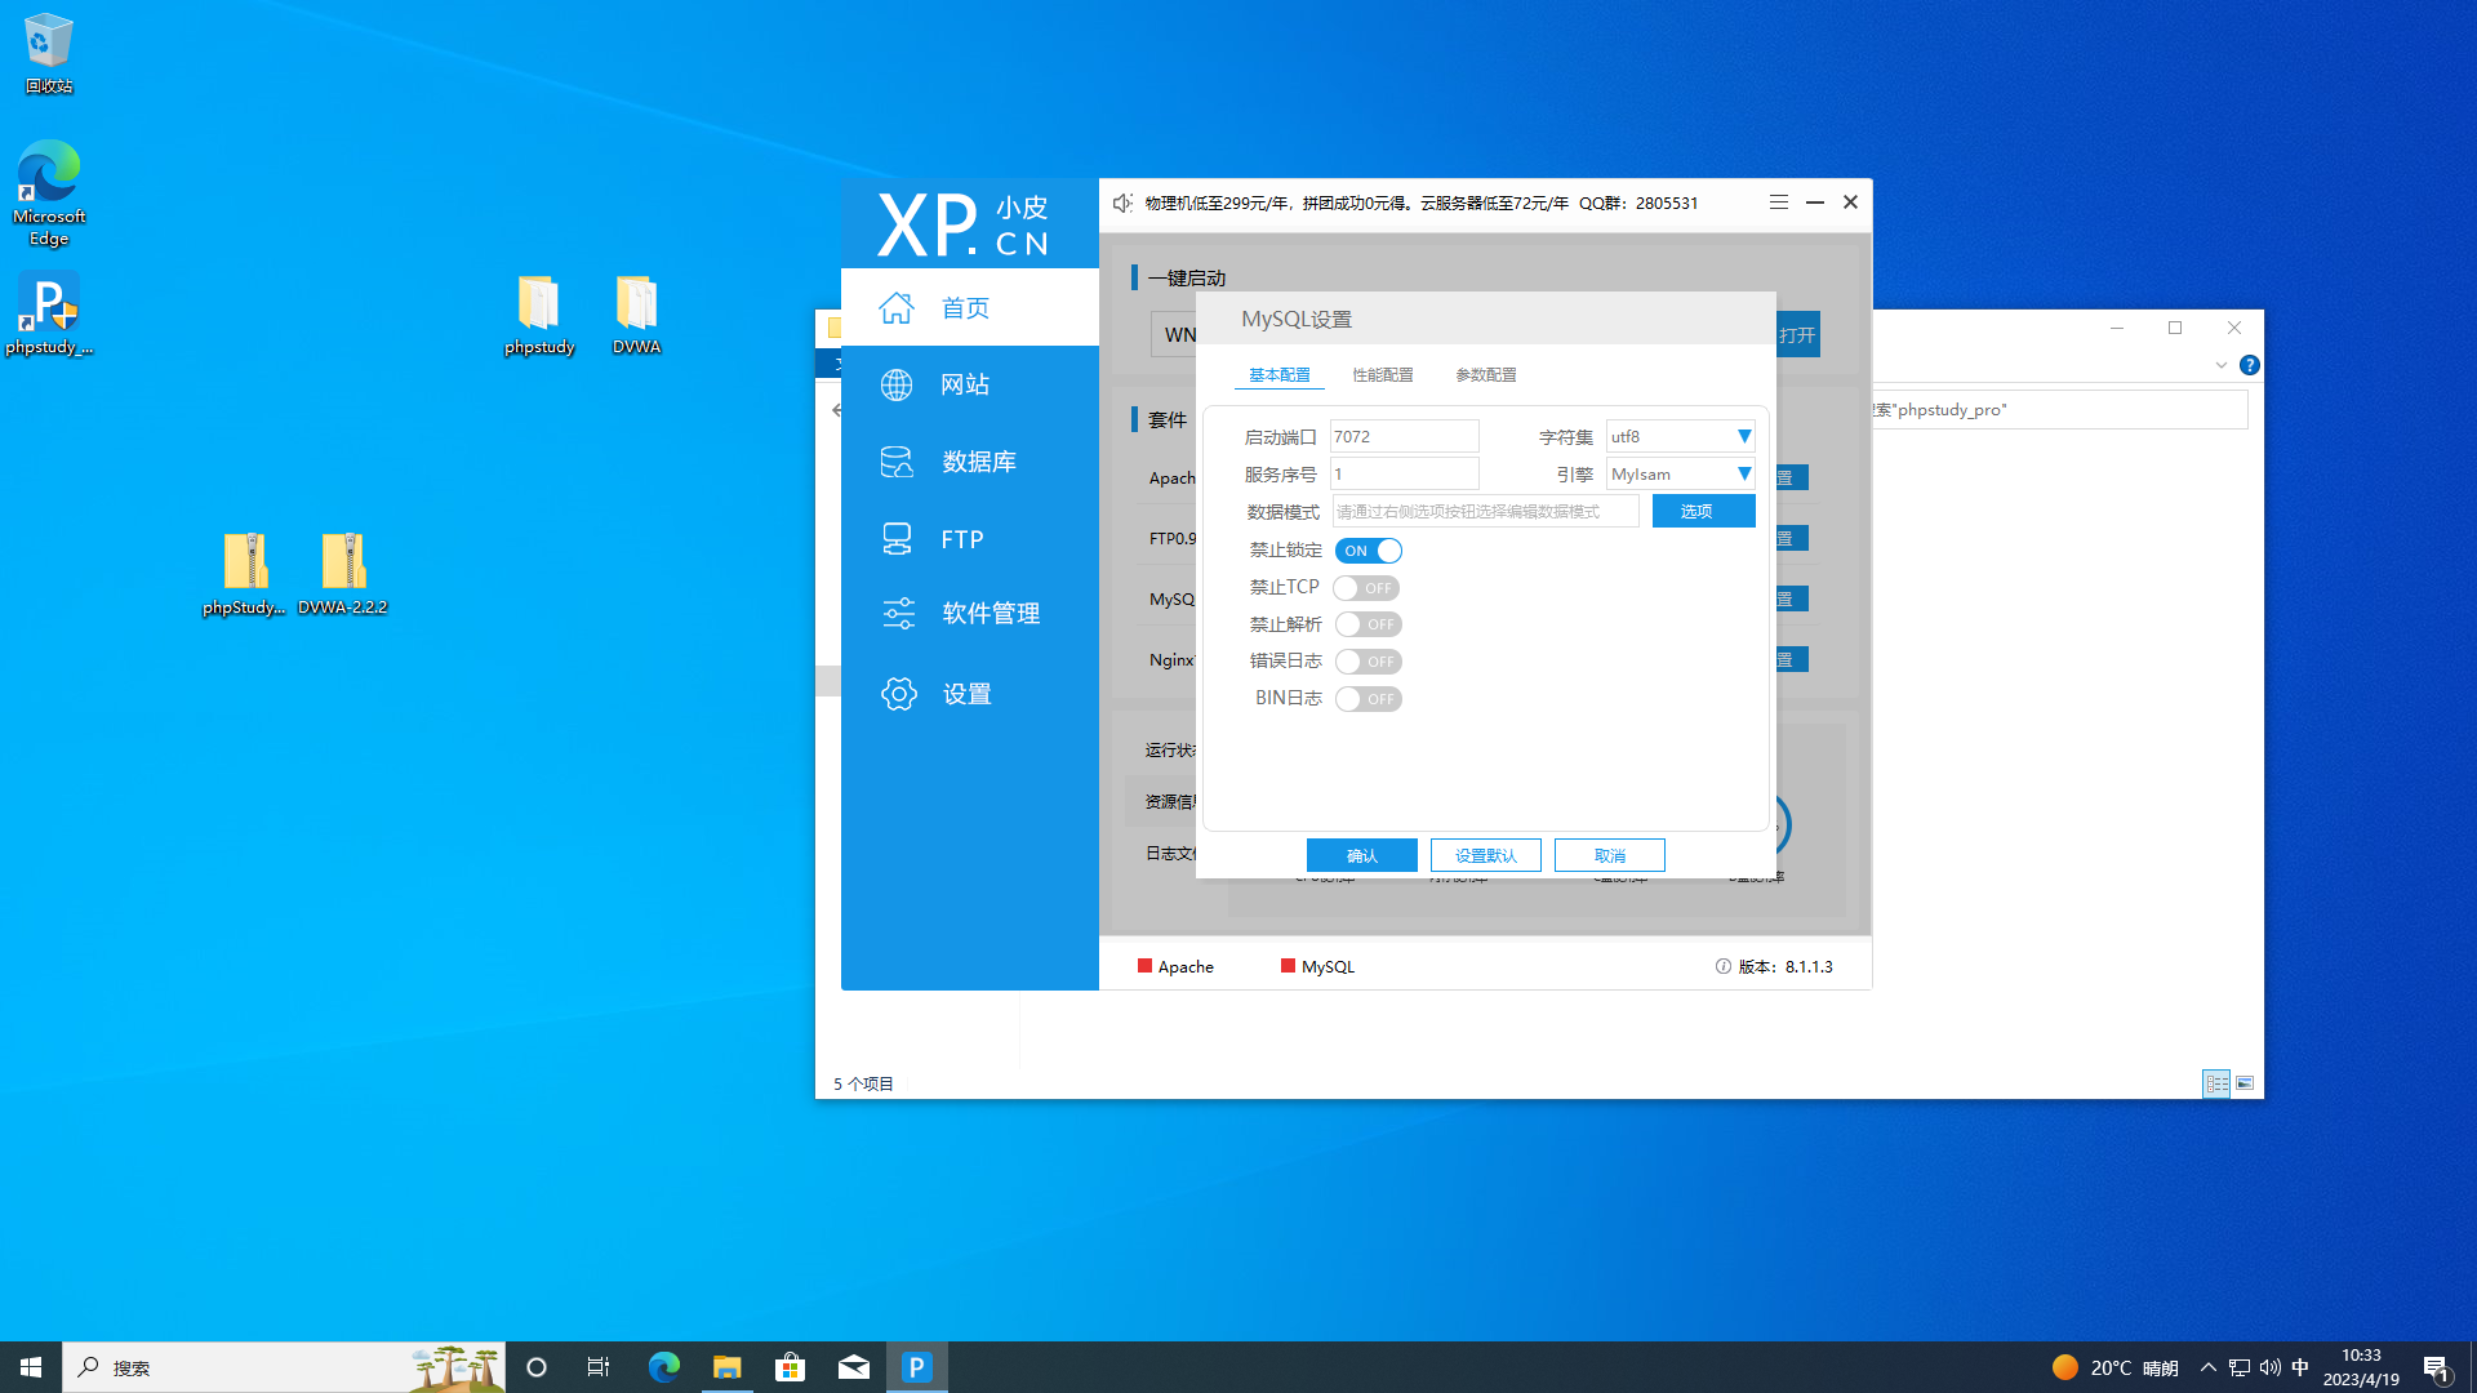 回收站
Microsoft
Edge
phpstudy_...
phpstudy
DVWA
phpStudy...
DVWA-2.2.2
XP.
小皮
CN
物理机低至299元/年，拼团成功0元得。云服务器低至72元/年 QQ群：2805531
首页
网站
数据库
FTP
软件管理
设置
一键启动
WN
打开
套件
Apach
置
FTP0.9
置
MySQ
置
Nginx
置
运行状
资源信
日志文
MySQL设置
基本配置
性能配置
参数配置
启动端口
7072
字符集
utf8
服务序号
1
引擎
MyIsam
数据模式
请通过右侧选项按钮选择编辑数据模式
选项
禁止锁定
ON
禁止TCP
OFF
禁止解析
OFF
错误日志
OFF
BIN日志
OFF
确认
设置默认
取消
Apache
MySQL
版本：8.1.1.3
索"phpstudy_pro"
5 个项目
搜索
20°C 晴朗
中
10:33
2023/4/19
1